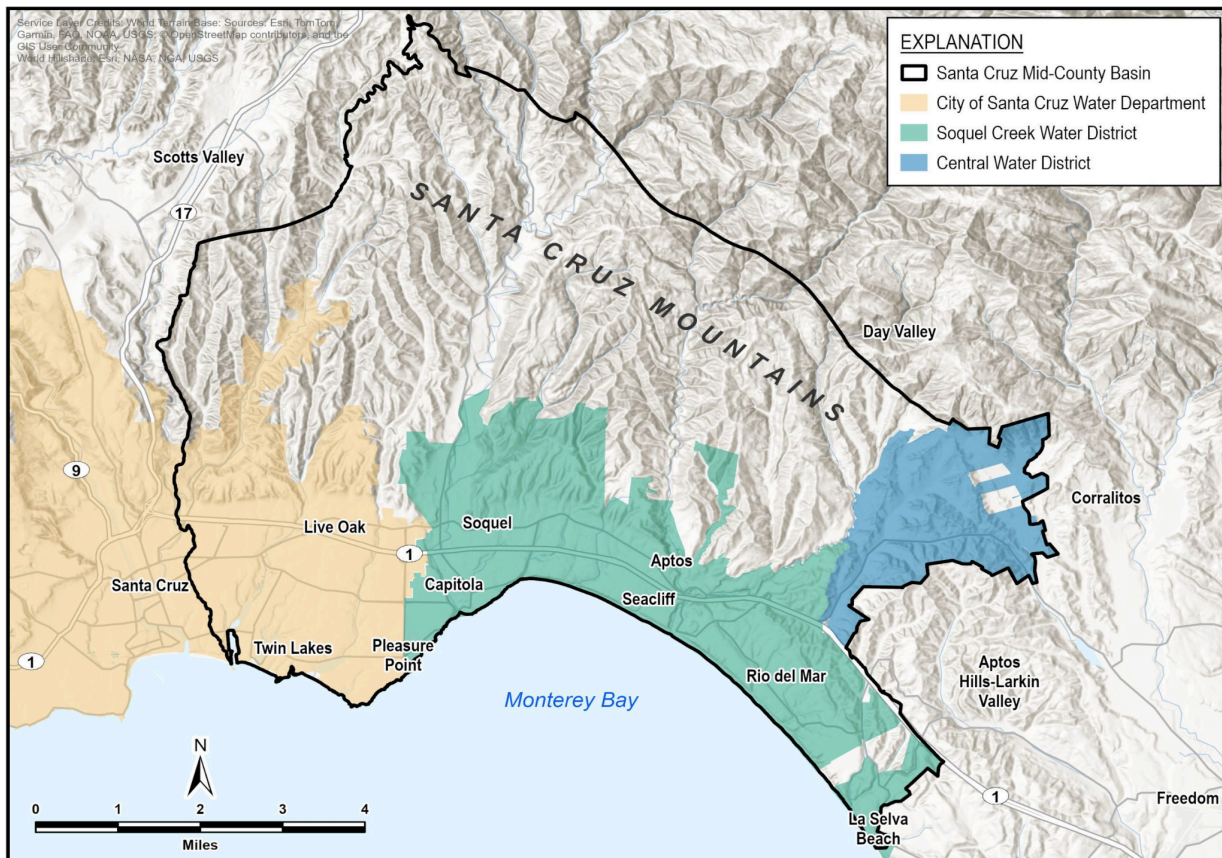 Service Layer Credits: World Terrain Base: Sources: Esri, TomTom,
Garmin, FAO, NOAA, USGS, © OpenStreetMap contributors, and the
GIS User Community
World Hillshade: Esri, NASA, NGA, USGS
EXPLANATION
Santa Cruz Mid-County Basin
City of Santa Cruz Water Department
Soquel Creek Water District
Central Water District
Scotts Valley
17
SANTA CRUZ MOUNTAINS
Day Valley
9
Corralitos
Live Oak
Soquel
1
Aptos
Santa Cruz
Capitola
Seacliff
Twin Lakes
Pleasure
Point
Rio del Mar
Aptos
Hills-Larkin
Valley
1
Monterey Bay
N
0 1 2 3 4
Miles
1
Freedom
La Selva
Beach